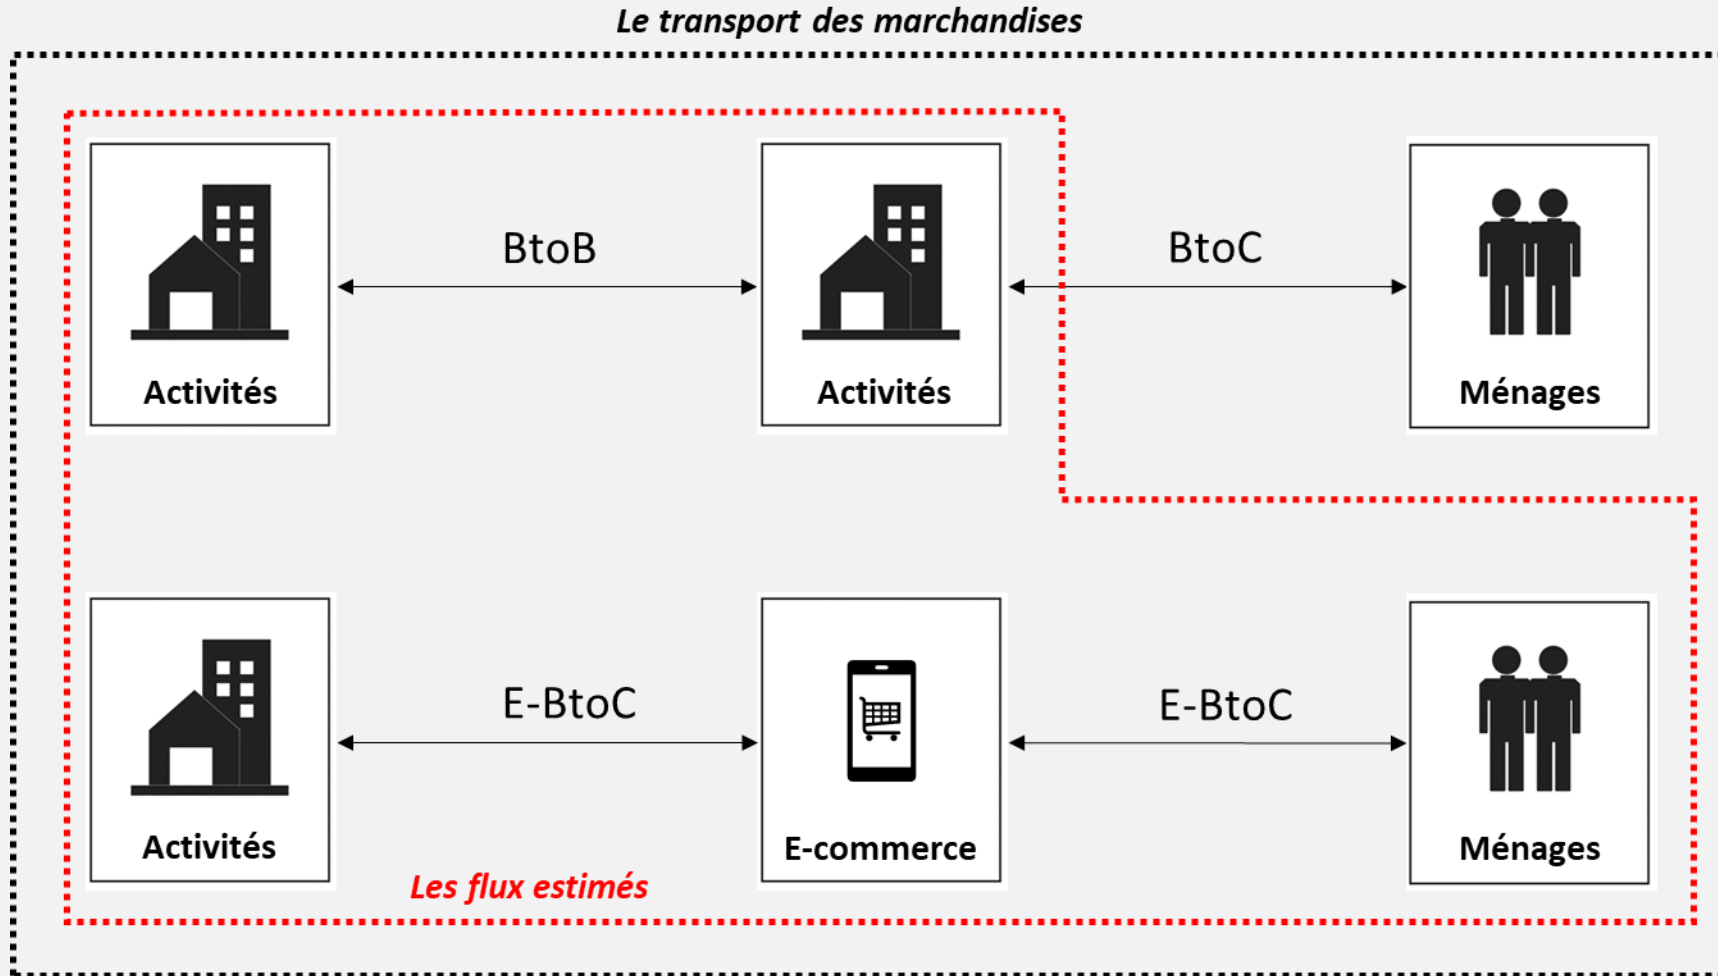 Le transport des marchandises
BtoB
BtoC
Activités
Activités
Ménages
E-BtoC
E-BtoC
Activités
E-commerce
Ménages
Les flux estimés